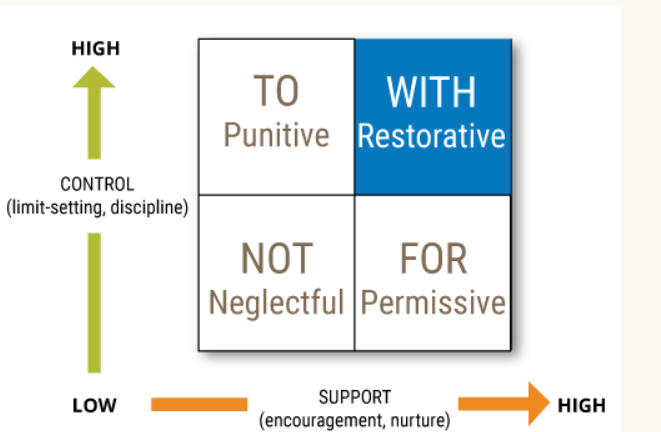 HIGH
TO
Punitive
WITH
Restorative
CONTROL
(limit-setting, discipline)
NOT
Neglectful
FOR
Permissive
LOW
SUPPORT
(encouragement, nurture)
HIGH